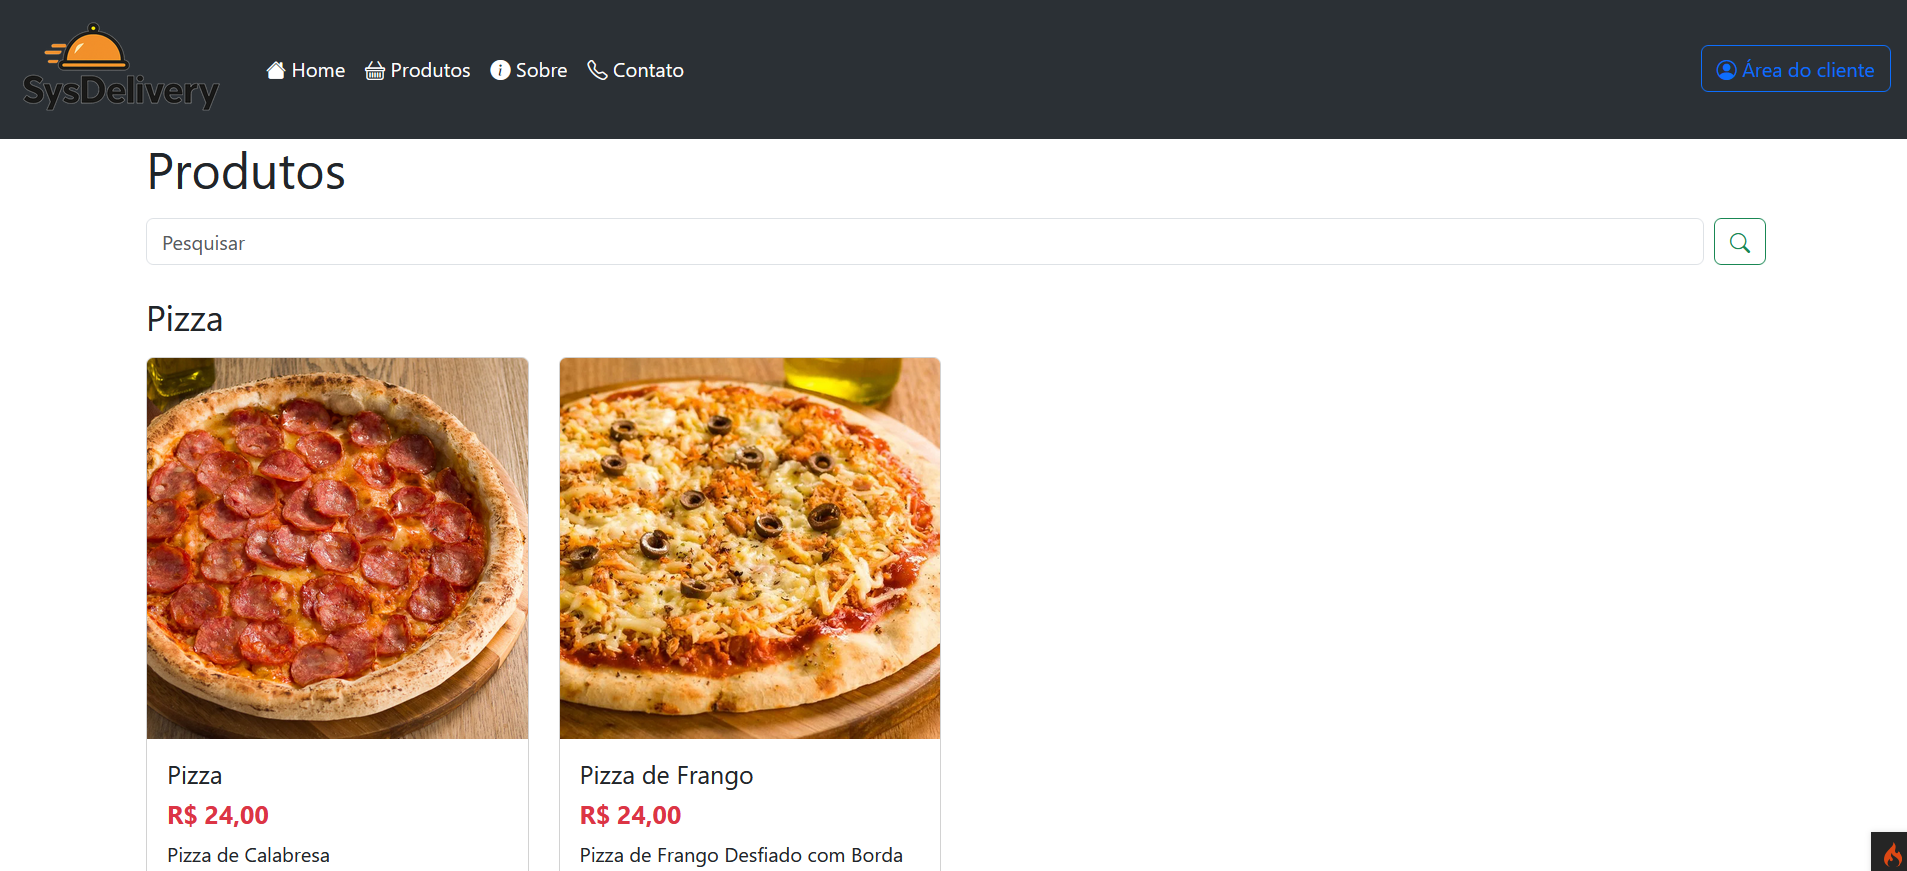 SysDelivery
Home Produtos Sobre Contato
Área do cliente
Produtos
Pesquisar
Pizza
Pizza
R$ 24,00
Pizza de Calabresa
Pizza de Frango
R$ 24,00
Pizza de Frango Desfiado com Borda